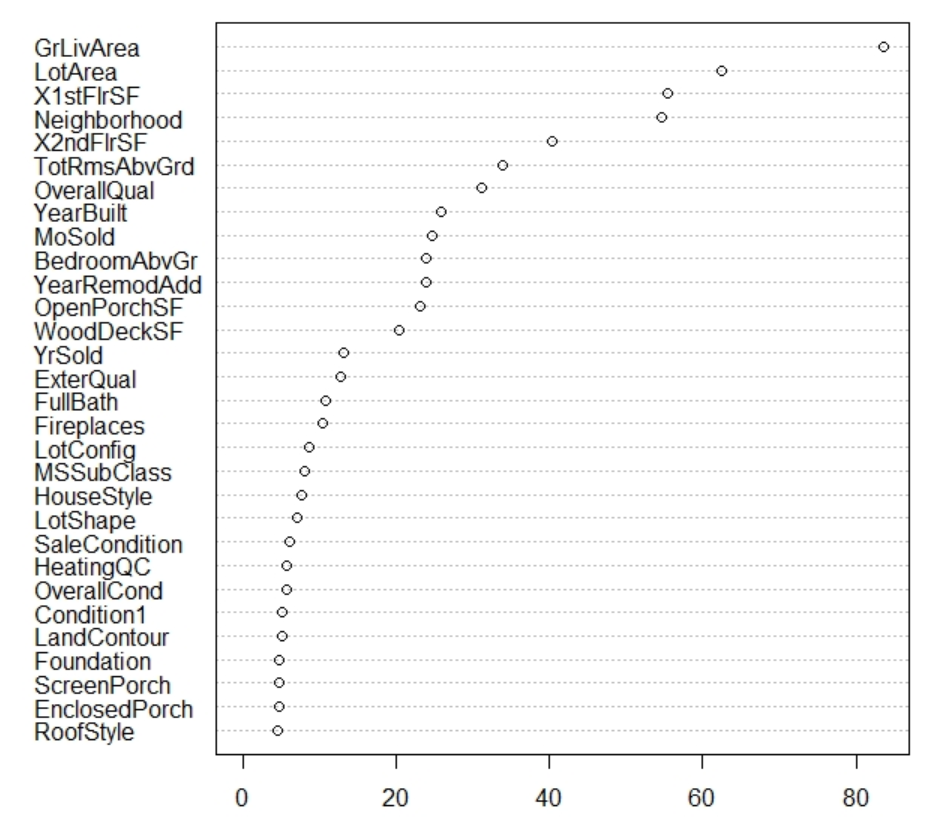 GrLivArea
LotArea
X1stFlrSF
Neighborhood
X2ndFlrSF
TotRmsAbvGrd
OverallQual
YearBuilt
MoSold
BedroomAbvGr
YearRemodAdd
OpenPorchSF
WoodDeckSF
YrSold
ExterQual
FullBath
Fireplaces
LotConfig
MSSubClass
HouseStyle
LotShape
SaleCondition
HeatingQC
OverallCond
Condition1
LandContour
Foundation
ScreenPorch
EnclosedPorch
RoofStyle
0 20 40 60 80